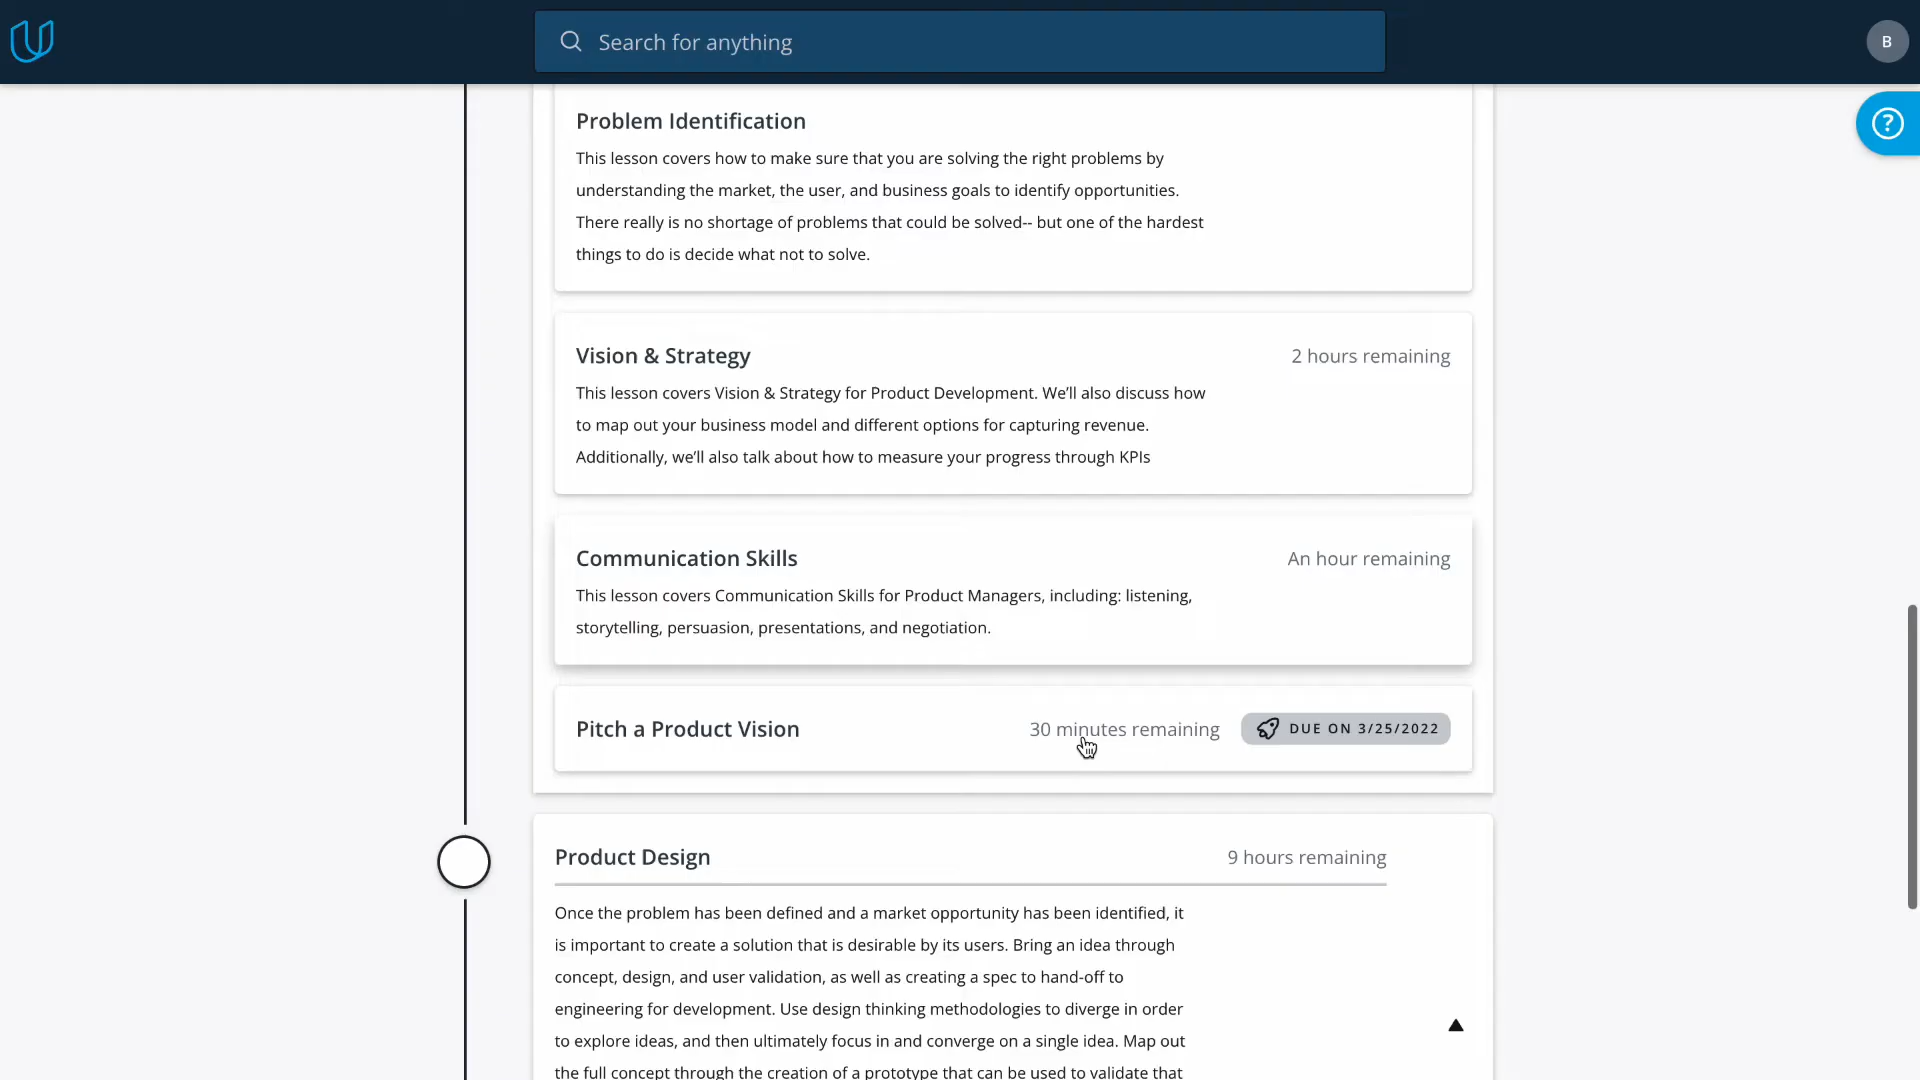 Search for anything
B
?
Problem Identification
This lesson covers how to make sure that you are solving the right problems by
understanding the market, the user, and business goals to identify opportunities.
There really is no shortage of problems that could be solved-- but one of the hardest
things to do is decide what not to solve.
Vision & Strategy
2 hours remaining
This lesson covers Vision & Strategy for Product Development. We’ll also discuss how
to map out your business model and different options for capturing revenue.
Additionally, we’ll also talk about how to measure your progress through KPIs
Communication Skills
An hour remaining
This lesson covers Communication Skills for Product Managers, including: listening,
storytelling, persuasion, presentations, and negotiation.
Pitch a Product Vision
30 minutes remaining
DUE ON 3/25/2022
Product Design
9 hours remaining
Once the problem has been defined and a market opportunity has been identified, it
is important to create a solution that is desirable by its users. Bring an idea through
concept, design, and user validation, as well as creating a spec to hand-off to
engineering for development. Use design thinking methodologies to diverge in order
to explore ideas, and then ultimately focus in and converge on a single idea. Map out
the full concept through the creation of a prototype that can be used to validate that